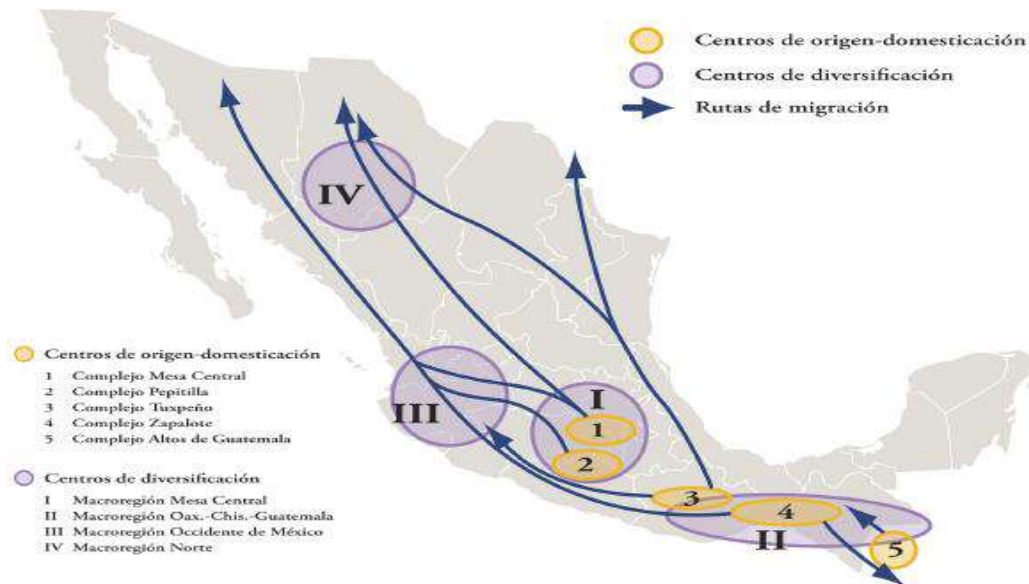 Centros de origen-domesticación
Centros de diversificación
Rutas de migración
IV
III
I
1
2
3
4
II
5
Centros de origen-domesticación
1 Complejo Mesa Central
2 Complejo Pepitilla
3 Complejo Tuxpeño
4 Complejo Zapalote
5 Complejo Altos de Guatemala
Centros de diversificación
I Macroregión Mesa Central
II Macroregión Oax.-Chis.-Guatemala
III Macroregión Occidente de México
IV Macroregión Norte